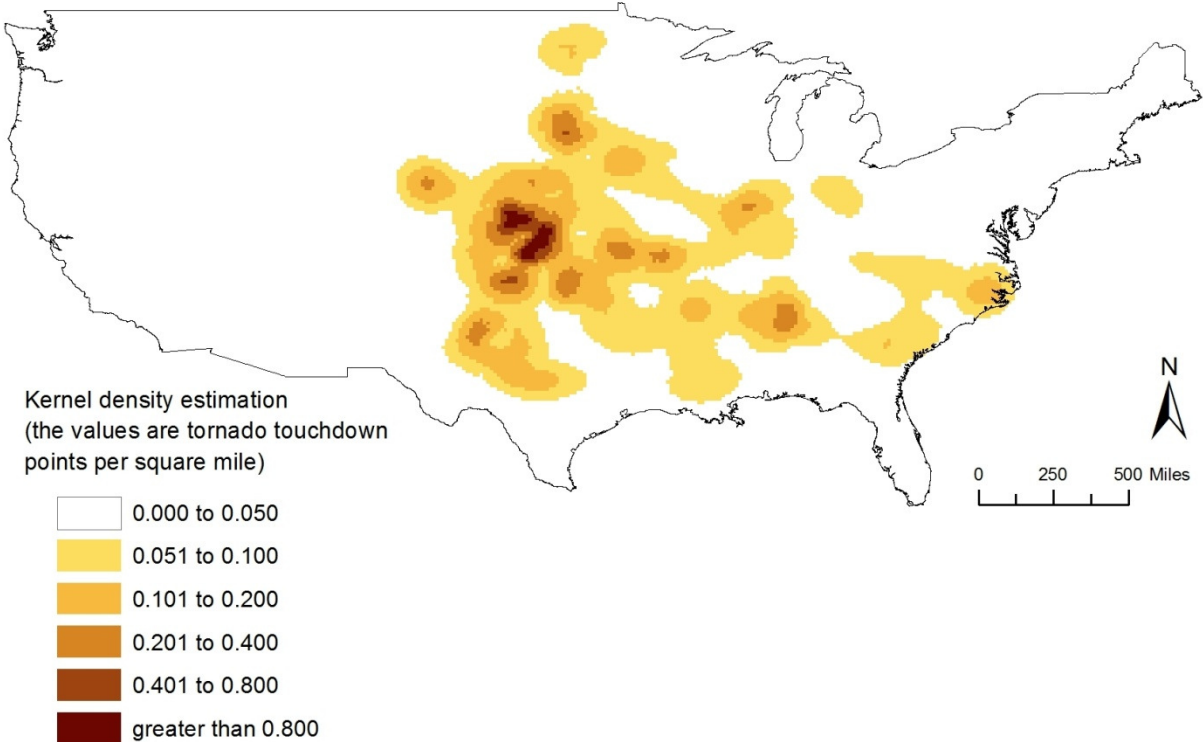 N
0 250 500 Miles
Kernel density estimation
(the values are tornado touchdown
points per square mile)
0.000 to 0.050
0.051 to 0.100
0.101 to 0.200
0.201 to 0.400
0.401 to 0.800
greater than 0.800